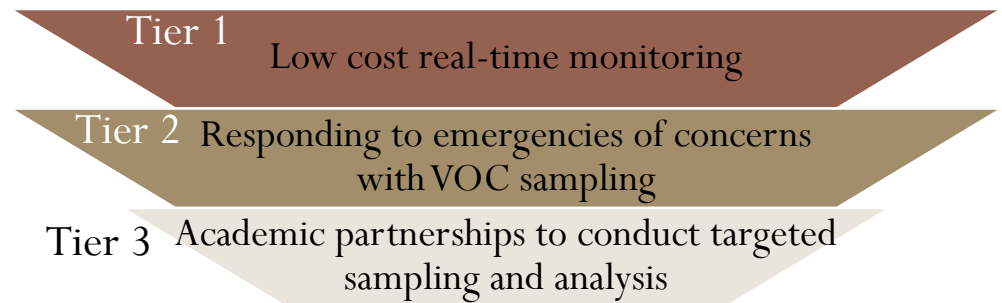 Tier 1
Low cost real-time monitoring
Tier 2
Responding to emergencies of concerns
with VOC sampling
Tier 3
Academic partnerships to conduct targeted
sampling and analysis